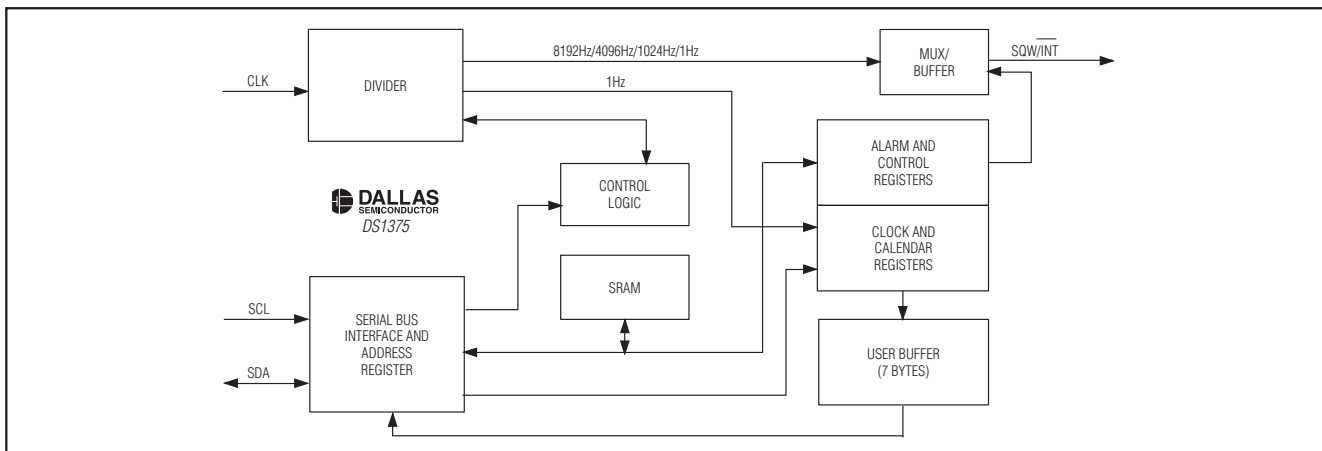 8192Hz/4096Hz/1024Hz/1Hz
MUX/
BUFFER
SQW/INT
CLK
DIVIDER
1Hz
ALARM AND
CONTROL
REGISTERS
CONTROL
LOGIC
DALLAS
SEMICONDUCTOR
DS1375
CLOCK AND
CALENDAR
REGISTERS
SRAM
SCL
SERIAL BUS
INTERFACE AND
ADDRESS
REGISTER
SDA
USER BUFFER
(7 BYTES)